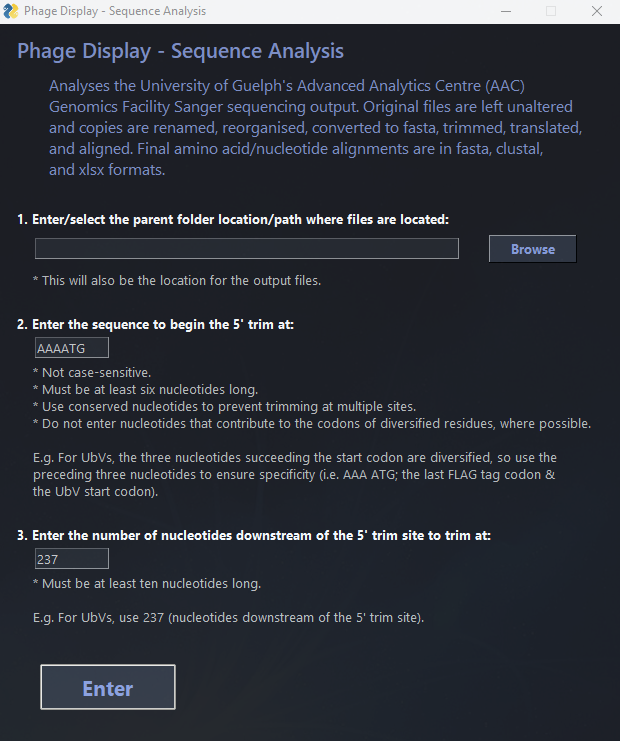 Phage Display - Sequence Analysis
Phage Display - Sequence Analysis
Analyses the University of Guelph's Advanced Analytics Centre (AAC)
Genomics Facility Sanger sequencing output. Original files are left unaltered
and copies are renamed, reorganised, converted to fasta, trimmed, translated,
and aligned. Final amino acid/nucleotide alignments are in fasta, clustal,
and xlsx formats.
1. Enter/select the parent folder location/path where files are located:
Browse
* This will also be the location for the output files.
2. Enter the sequence to begin the 5' trim at:
AAAATG
* Not case-sensitive.
* Must be at least six nucleotides long.
* Use conserved nucleotides to prevent trimming at multiple sites.
* Do not enter nucleotides that contribute to the codons of diversified residues, where possible.
E.g. For UbVs, the three nucleotides succeeding the start codon are diversified, so use the
preceding three nucleotides to ensure specificity (i.e. AAA ATG; the last FLAG tag codon &
the UbV start codon).
3. Enter the number of nucleotides downstream of the 5' trim site to trim at:
237
* Must be at least ten nucleotides long.
E.g. For UbVs, use 237 (nucleotides downstream of the 5' trim site).
Enter